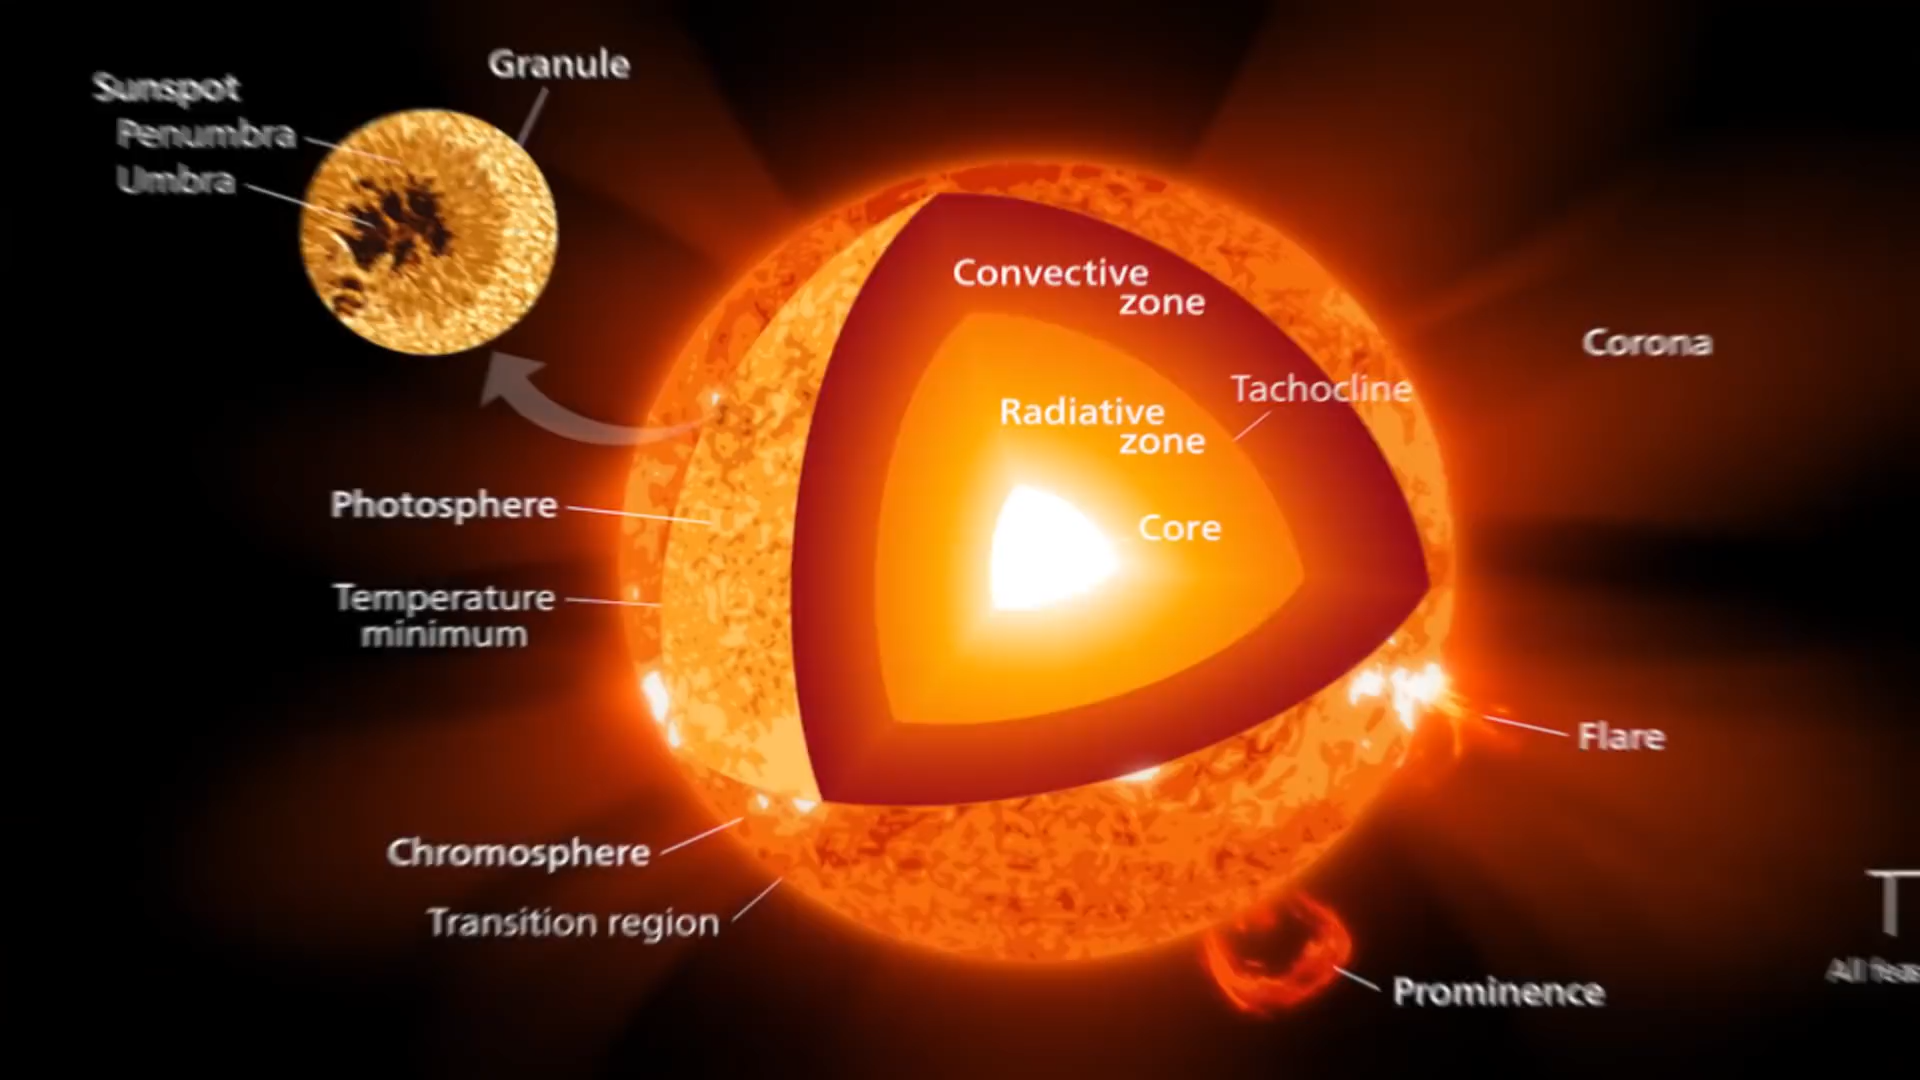 Granule
Sunspot
Penumbra
Umbra
Convective
zone
Corona
Tachocline
Radiative
zone
Photosphere
Core
Temperature
minimum
Flare
Chromosphere
Transition region
T
All
Prominence